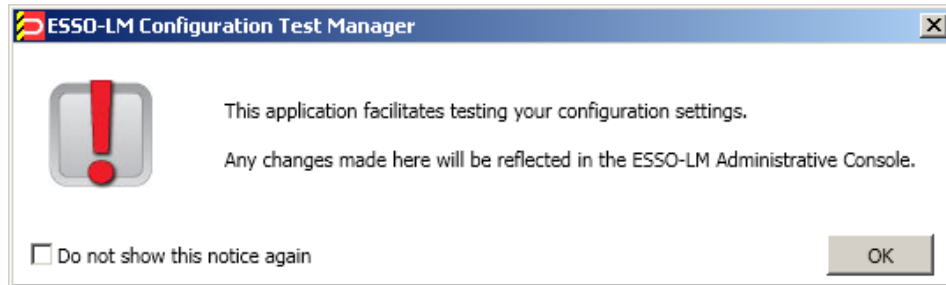 ESSO-LM Configuration Test Manager
This application facilitates testing your configuration settings.
Any changes made here will be reflected in the ESSO-LM Administrative Console.
Do not show this notice again
OK